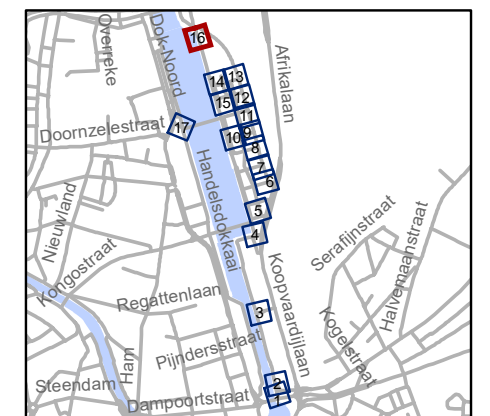 Overreke
Dok-Noord
16
Afrikalaan
14
13
15
12
11
Doornzelestraat
17
10
9
8
7
6
Handelsdokkaai
Nieuwland
5
4
Serafijnstraat
Halvemaanstraat
Kongostraat
Koopvaardijlaan
Regattenlaan
3
Kogelstraat
Pijndersstraat
Ham
Steendam
2
1
Dampoortstraat